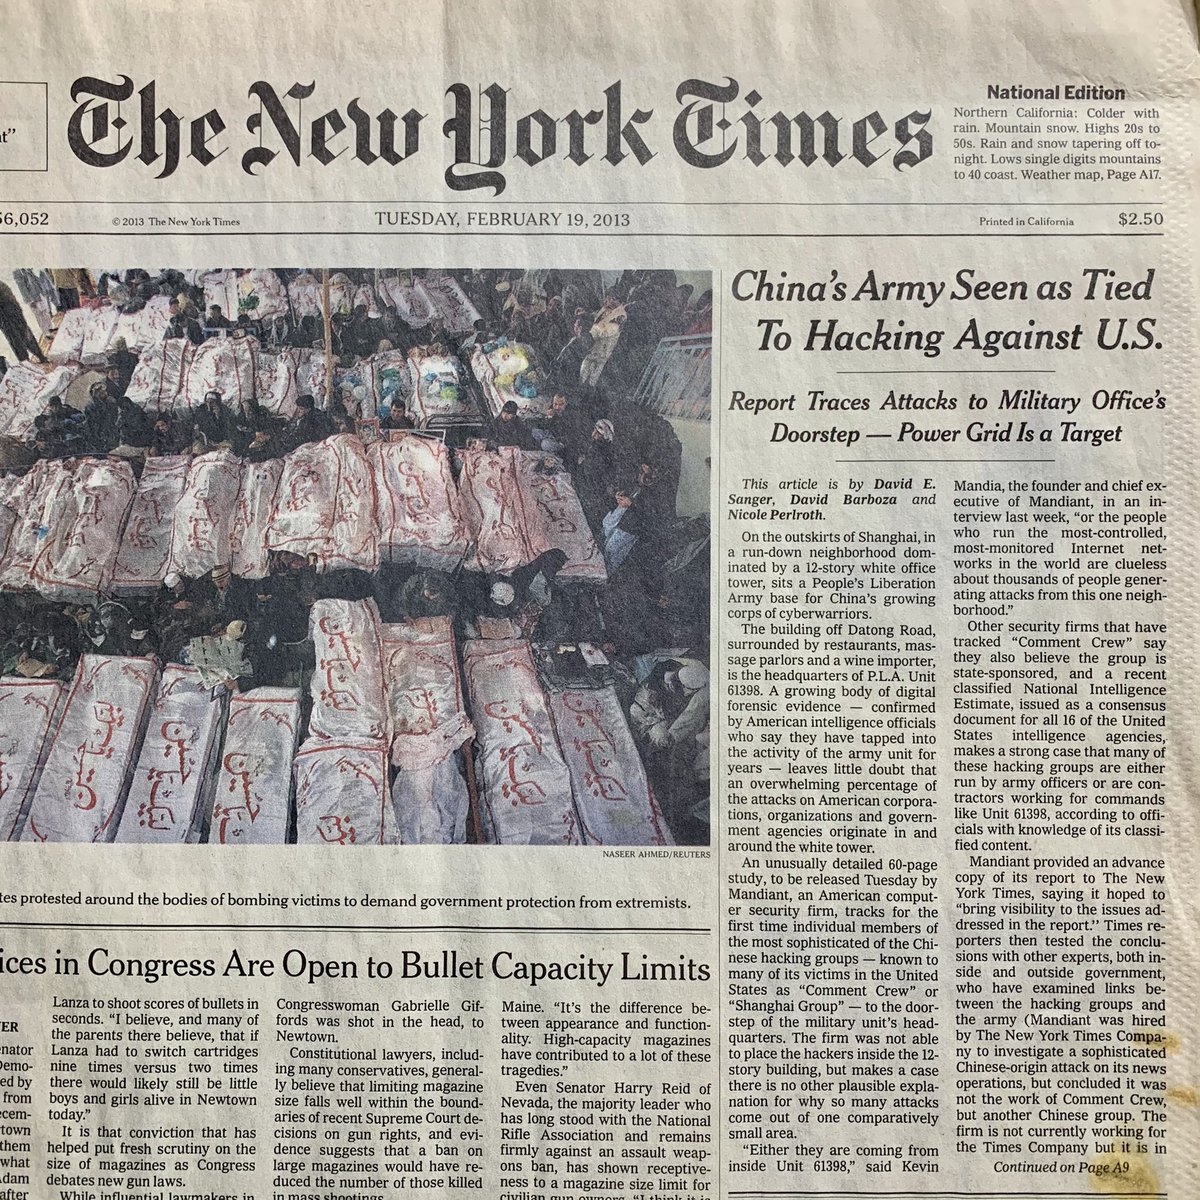 nt”
The New York Times
National Edition
Northern California: Colder with
rain. Mountain snow. Highs 20s to
50s. Rain and snow tapering off to-
night. Lows single digits mountains
to 40 coast. Weather map, Page A17.
56,052
© 2013 The New York Times
TUESDAY, FEBRUARY 19, 2013
Printed in California
$2.50
NASEER AHMED/REUTERS
tes protested around the bodies of bombing victims to demand government protection from extremists.
China’s Army Seen as Tied
To Hacking Against U.S.
Report Traces Attacks to Military Office’s
Doorstep — Power Grid Is a Target
This article is by David E.
Sanger, David Barboza and
Nicole Perlroth.
On the outskirts of Shanghai, in
a run-down neighborhood dom-
inated by a 12-story white office
tower, sits a People’s Liberation
Army base for China’s growing
corps of cyberwarriors.
The building off Datong Road,
surrounded by restaurants, mas-
sage parlors and a wine importer,
is the headquarters of P.L.A. Unit
61398. A growing body of digital
forensic evidence — confirmed
by American intelligence officials
who say they have tapped into
the activity of the army unit for
years — leaves little doubt that
an overwhelming percentage of
the attacks on American corpora-
tions, organizations and govern-
ment agencies originate in and
around the white tower.
An unusually detailed 60-page
study, to be released Tuesday by
Mandiant, an American comput-
er security firm, tracks for the
first time individual members of
the most sophisticated of the Chi-
nese hacking groups — known to
many of its victims in the United
States as “Comment Crew” or
“Shanghai Group” — to the door-
step of the military unit’s head-
quarters. The firm was not able
to place the hackers inside the 12-
story building, but makes a case
there is no other plausible expla-
nation for why so many attacks
come out of one comparatively
small area.
“Either they are coming from
inside Unit 61398,” said Kevin
Mandia, the founder and chief ex-
ecutive of Mandiant, in an in-
terview last week, “or the people
who run the most-controlled,
most-monitored Internet net-
works in the world are clueless
about thousands of people gener-
ating attacks from this one neigh-
borhood.”
Other security firms that have
tracked “Comment Crew” say
they also believe the group is
state-sponsored, and a recent
classified National Intelligence
Estimate, issued as a consensus
document for all 16 of the United
States intelligence agencies,
makes a strong case that many of
these hacking groups are either
run by army officers or are con-
tractors working for commands
like Unit 61398, according to offi-
cials with knowledge of its classi-
fied content.
Mandiant provided an advance
copy of its report to The New
York Times, saying it hoped to
“bring visibility to the issues ad-
dressed in the report.” Times re-
porters then tested the conclu-
sions with other experts, both in-
side and outside government,
who have examined links be-
tween the hacking groups and
the army (Mandiant was hired
by The New York Times Compa-
ny to investigate a sophisticated
Chinese-origin attack on its news
operations, but concluded it was
not the work of Comment Crew,
but another Chinese group. The
firm is not currently working for
the Times Company but it is in
Continued on Page A9
ices in Congress Are Open to Bullet Capacity Limits
ER
enator
Demo-
ed by
from
ecem-
town
them
what
Adam
after
Lanza to shoot scores of bullets in
seconds. “I believe, and many of
the parents there believe, that if
Lanza had to switch cartridges
nine times versus two times
there would likely still be little
boys and girls alive in Newtown
today.”
It is that conviction that has
helped put fresh scrutiny on the
size of magazines as Congress
debates new gun laws.
While influential lawmakers in
Congresswoman Gabrielle Gif-
fords was shot in the head, to
Newtown.
Constitutional lawyers, includ-
ing many conservatives, general-
ly believe that limiting magazine
size falls well within the bound-
aries of recent Supreme Court de-
cisions on gun rights, and evi-
dence suggests that a ban on
large magazines would have re-
duced the number of those killed
in mass shootings.
Maine. “It’s the difference be-
tween appearance and function-
ality. High-capacity magazines
have contributed to a lot of these
tragedies.”
Even Senator Harry Reid of
Nevada, the majority leader who
has long stood with the National
Rifle Association and remains
firmly against an assault weap-
ons ban, has shown receptive-
ness to a magazine size limit for
civilian gun owners. “I think it is